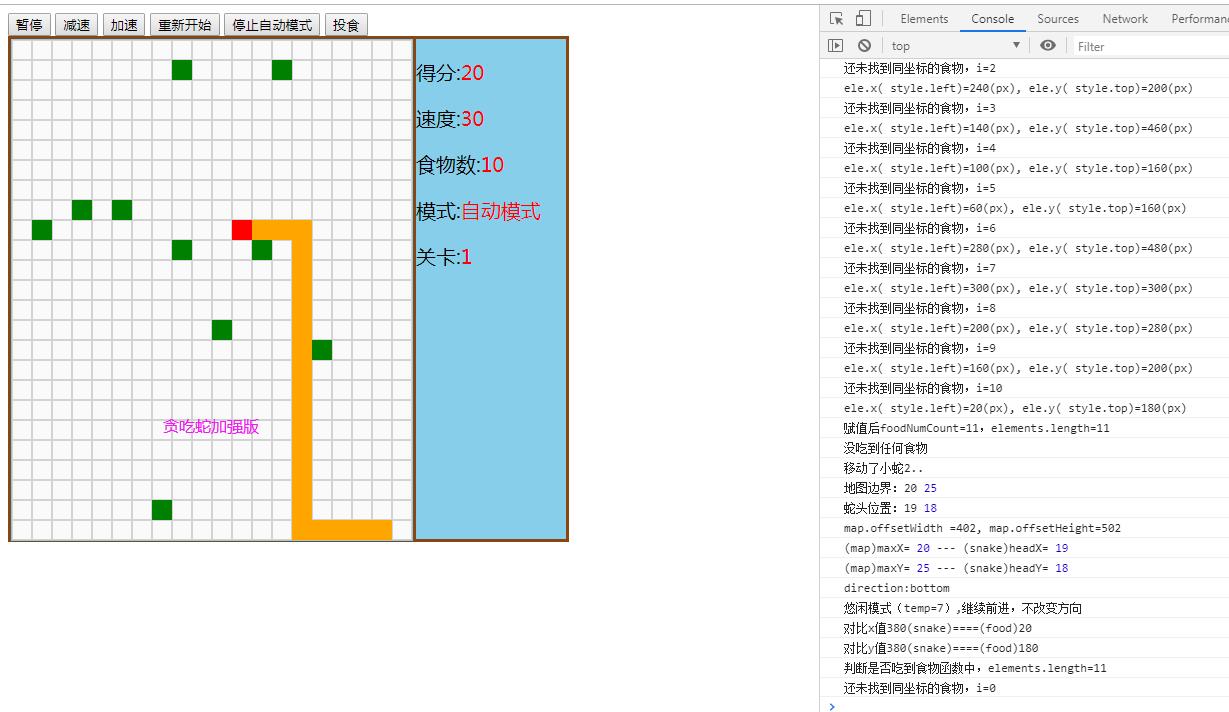 暂停 减速 加速 重新开始 停止自动模式 投食
得分:20
速度:30
食物数:10
模式:自动模式
关卡:1
贪吃蛇加强版
Elements Console Sources Network Performan
top Filter
还未找到同坐标的食物，i=2
ele.x( style.left)=240(px), ele.y( style.top)=200(px)
还未找到同坐标的食物，i=3
ele.x( style.left)=140(px), ele.y( style.top)=460(px)
还未找到同坐标的食物，i=4
ele.x( style.left)=100(px), ele.y( style.top)=160(px)
还未找到同坐标的食物，i=5
ele.x( style.left)=60(px), ele.y( style.top)=160(px)
还未找到同坐标的食物，i=6
ele.x( style.left)=280(px), ele.y( style.top)=480(px)
还未找到同坐标的食物，i=7
ele.x( style.left)=300(px), ele.y( style.top)=300(px)
还未找到同坐标的食物，i=8
ele.x( style.left)=200(px), ele.y( style.top)=280(px)
还未找到同坐标的食物，i=9
ele.x( style.left)=160(px), ele.y( style.top)=200(px)
还未找到同坐标的食物，i=10
ele.x( style.left)=20(px), ele.y( style.top)=180(px)
赋值后foodNumCount=11，elements.length=11
没吃到任何食物
移动了小蛇2..
地图边界：20 25
蛇头位置：19 18
map.offsetWidth =402, map.offsetHeight=502
(map)maxX= 20 --- (snake)headX= 19
(map)maxY= 25 --- (snake)headY= 18
direction:bottom
悠闲模式（temp=7）,继续前进，不改变方向
对比x值380(snake)====(food)20
对比y值380(snake)====(food)180
判断是否吃到食物函数中，elements.length=11
还未找到同坐标的食物，i=0